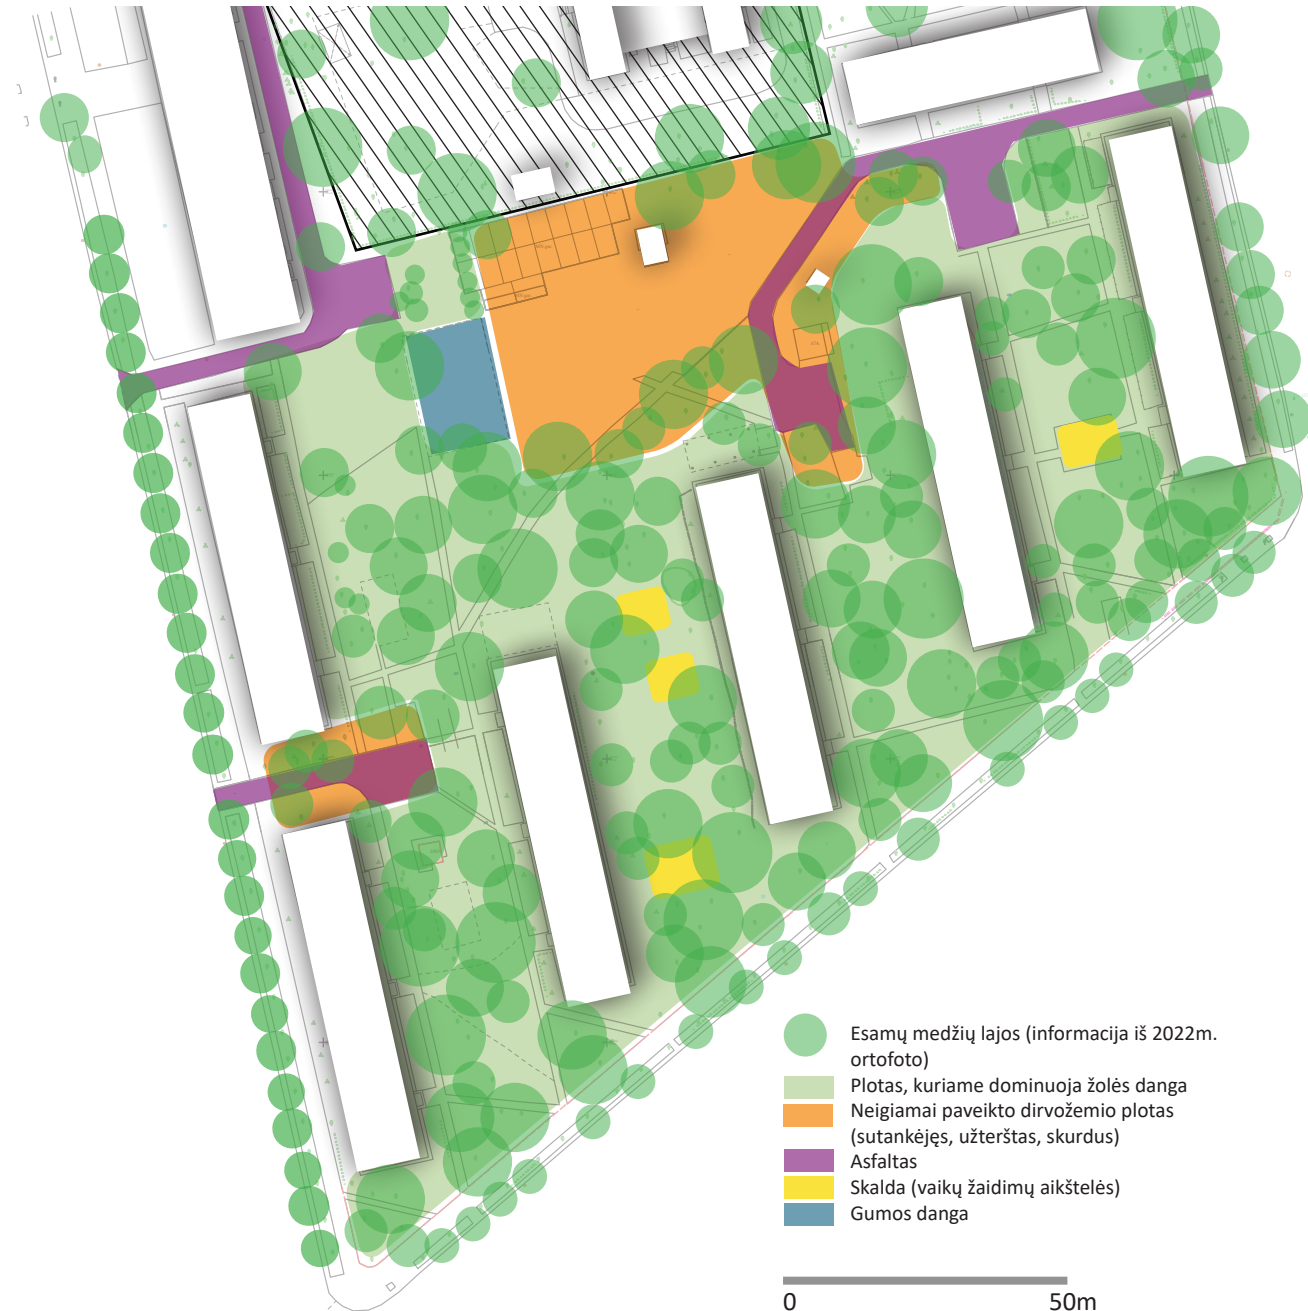 Esamų medžių lajos (informacija iš 2022m.
ortofoto)
Plotas, kuriame dominuoja žolės danga
Neigiamai paveikto dirvožemio plotas
(sutankėjęs, užterštas, skurdus)
Asfaltas
Skalda (vaikų žaidimų aikštelės)
Gumos danga
0 50m